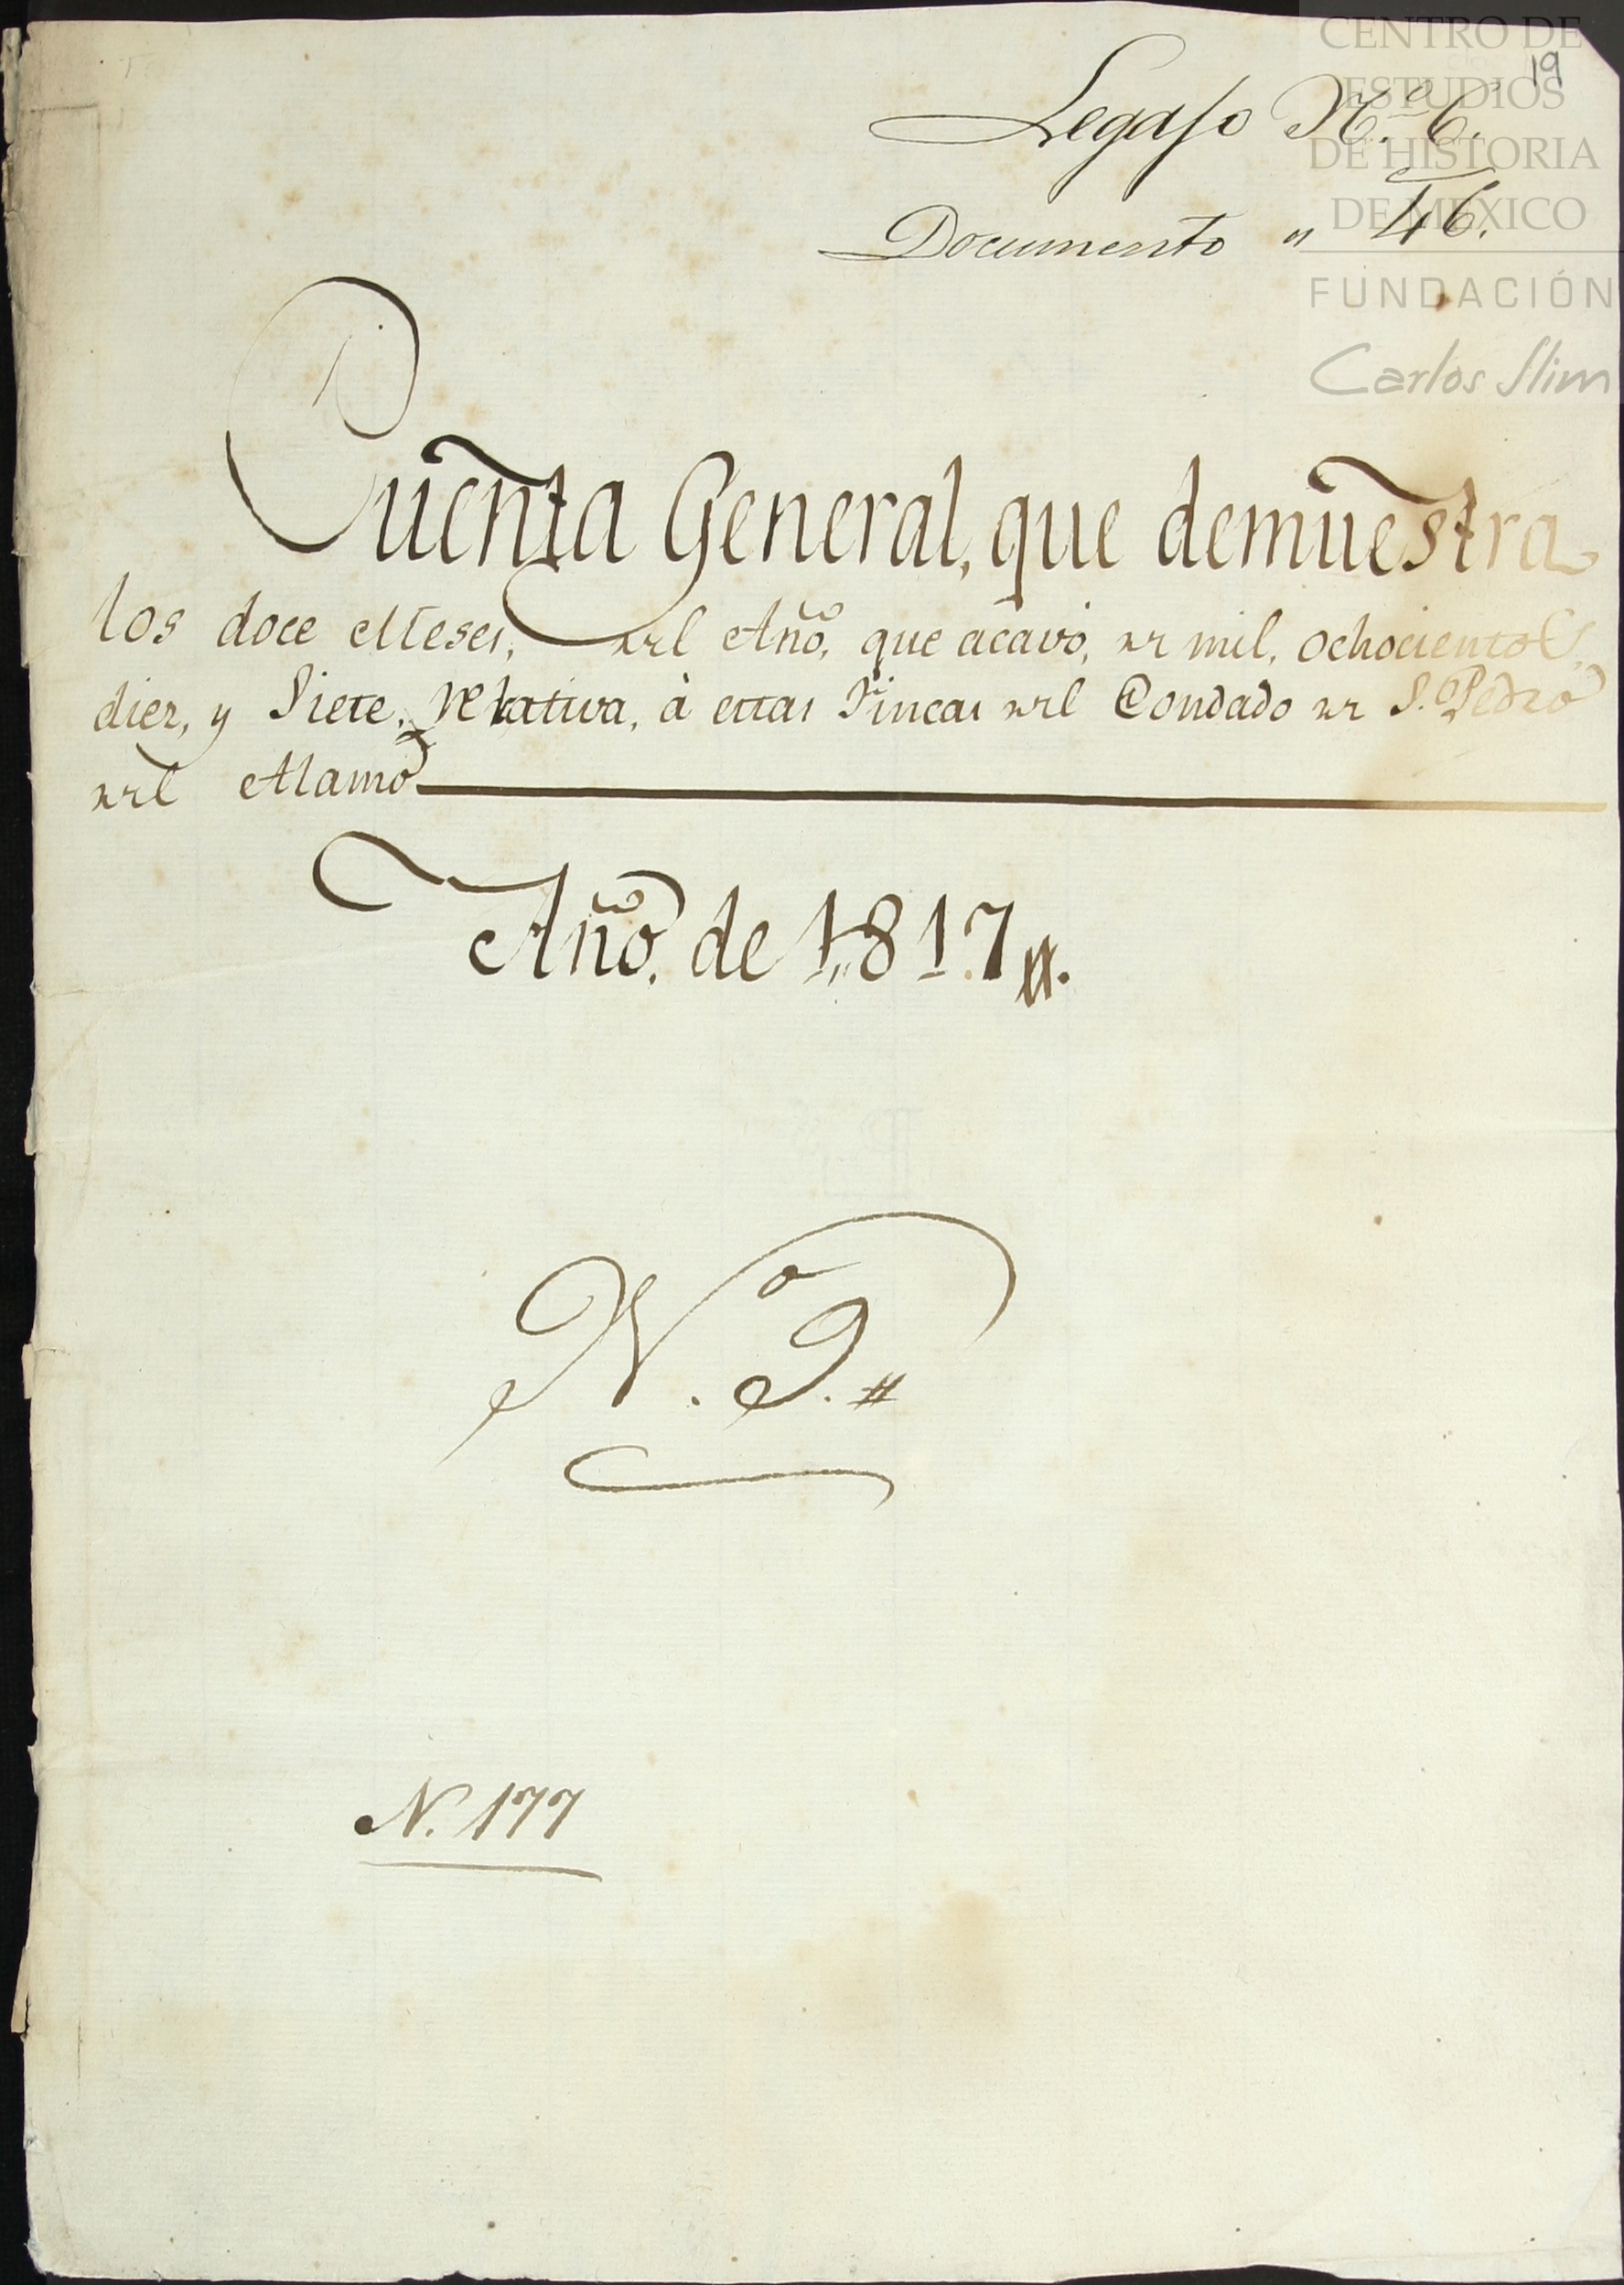 CENTRO DE
ESTUDIOS
DE HISTORIA
DE MÉXICO
FUNDACIÓN
Carlos Slim
19
Legajo N.º 6.
Documento " 46.
Cuenta General, que demuestra
los doce Meses, del Año, que acavó, de mil, ochocientos,
diez, y Siete, Relativa, à estas Fincas del Condado de S. Pedro
del Alamo
Año, de 1817.
N.º 9.
N. 177